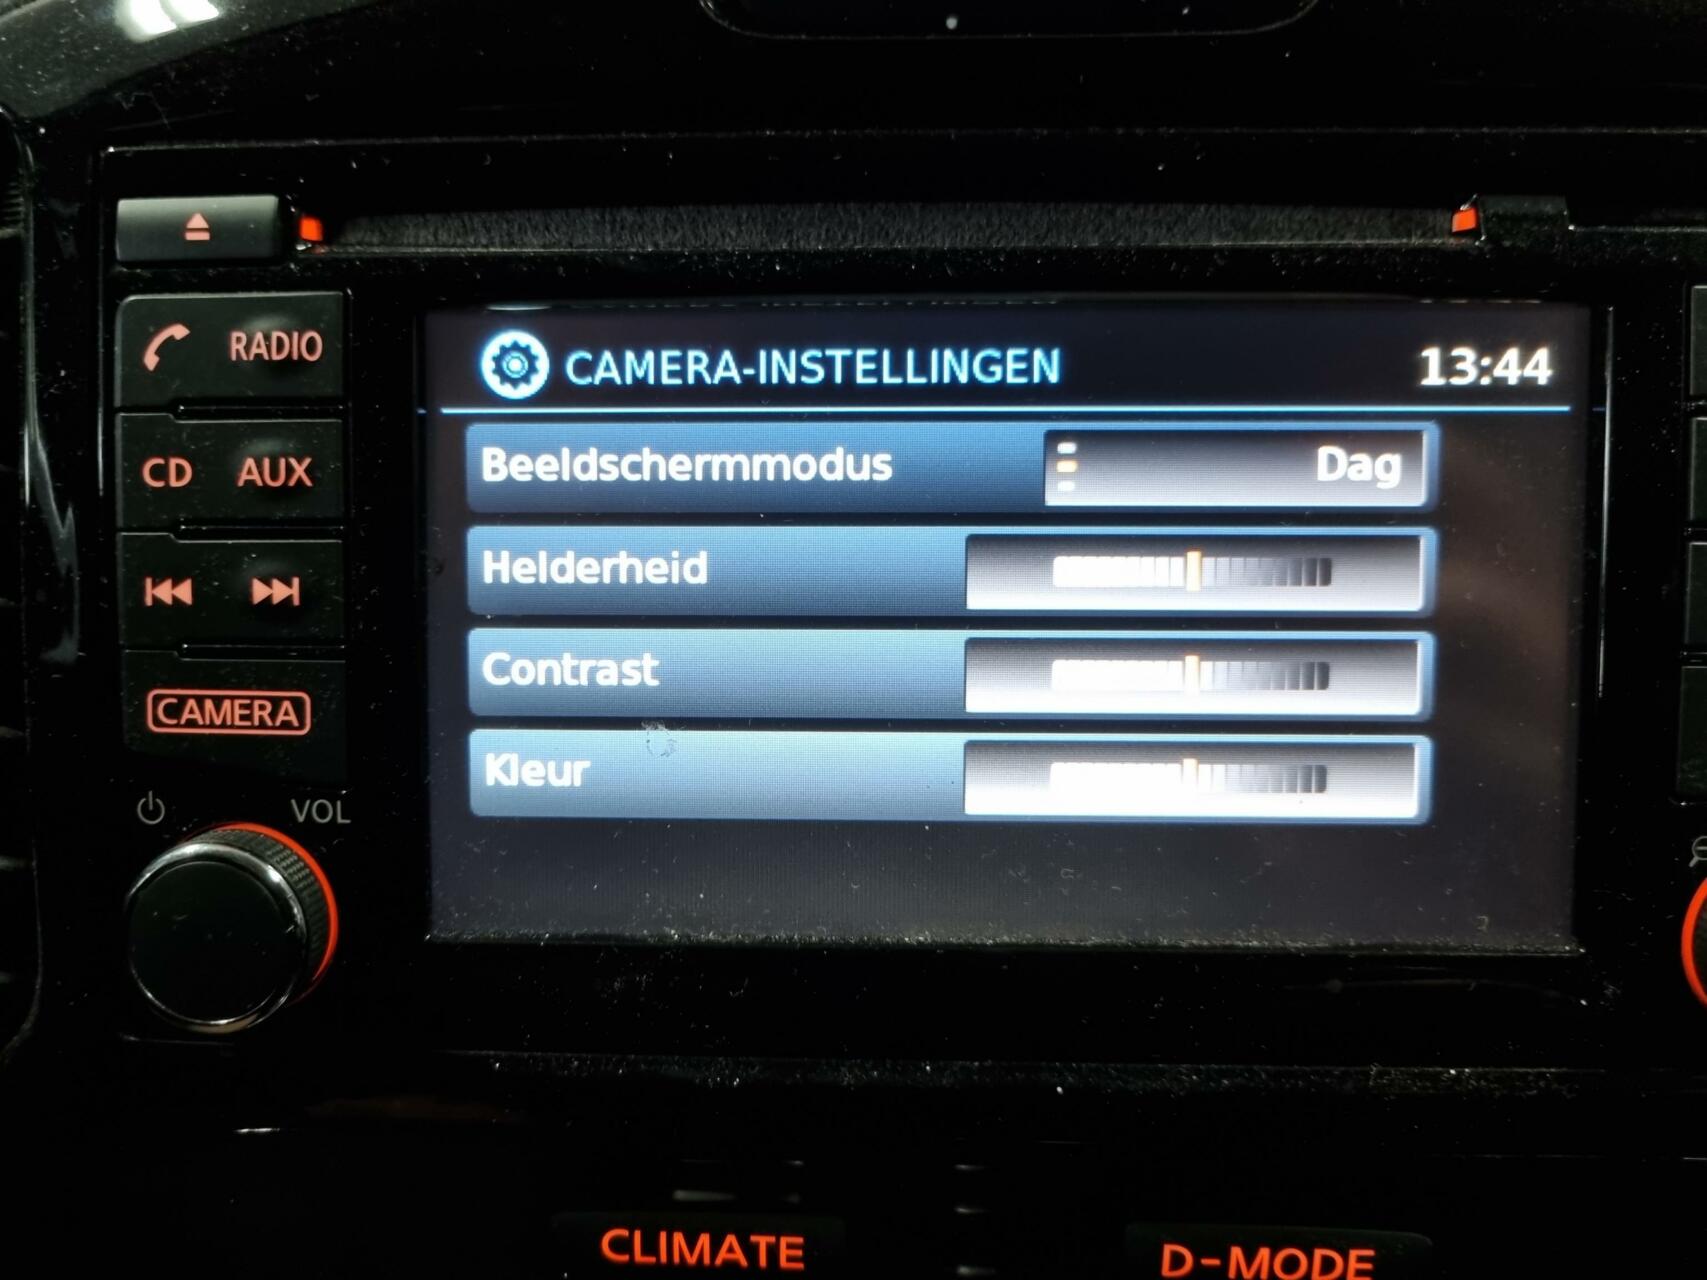 RADIO
CD AUX
CAMERA
VOL
CAMERA-INSTELLINGEN 13:44
Beeldschermmodus Dag
Helderheid
Contrast
Kleur
CLIMATE D-MODE